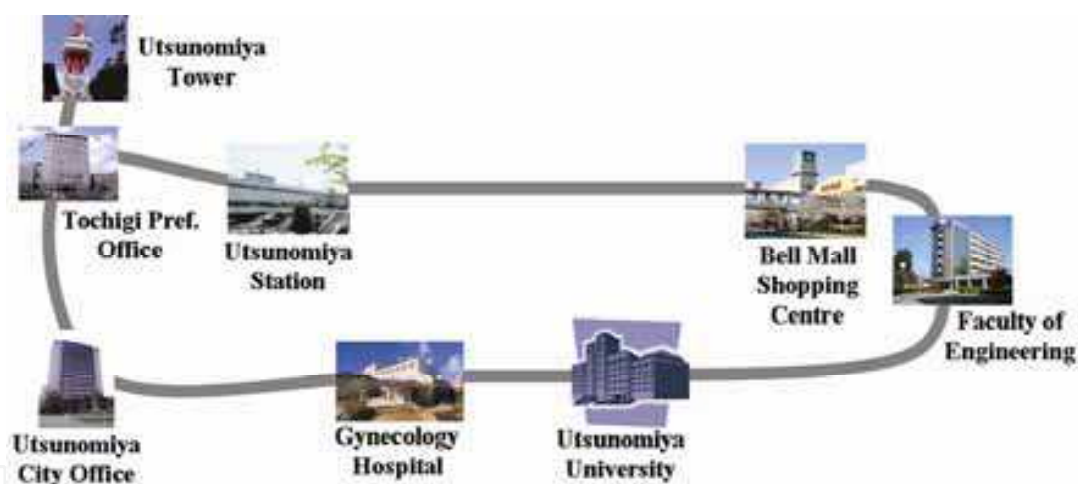 Utsunomiya
Tower
Tochigi Pref.
Office
Utsunomiya
Station
Bell Mall
Shopping
Centre
Faculty of
Engineering
Utsunomiya
City Office
Gynecology
Hospital
Utsunomiya
University